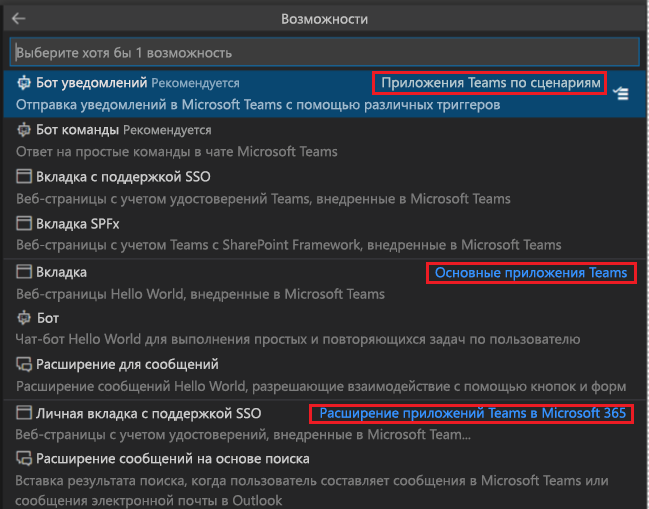 Возможности
Выберите хотя бы 1 возможность
Бот уведомлений Рекомендуется Приложения Teams по сценариям
Отправка уведомлений в Microsoft Teams с помощью различных триггеров
Бот команды Рекомендуется
Ответ на простые команды в чате Microsoft Teams
Вкладка с поддержкой SSO
Веб-страницы с учетом удостоверений Teams, внедренные в Microsoft Teams
Вкладка SPFx
Веб-страницы с учетом Teams с SharePoint Framework, внедренные в Microsoft Teams
Вкладка Основные приложения Teams
Веб-страницы Hello World, внедренные в Microsoft Teams
Бот
Чат-бот Hello World для выполнения простых и повторяющихся задач по пользователю
Расширение для сообщений
Расширение сообщений Hello World, разрешающие взаимодействие с помощью кнопок и форм
Личная вкладка с поддержкой SSO Расширение приложений Teams в Microsoft 365
Веб-страницы с учетом удостоверений, внедренные в Microsoft Team...
Расширение сообщений на основе поиска
Вставка результата поиска, когда пользователь составляет сообщения в Microsoft Teams или
сообщения электронной почты в Outlook